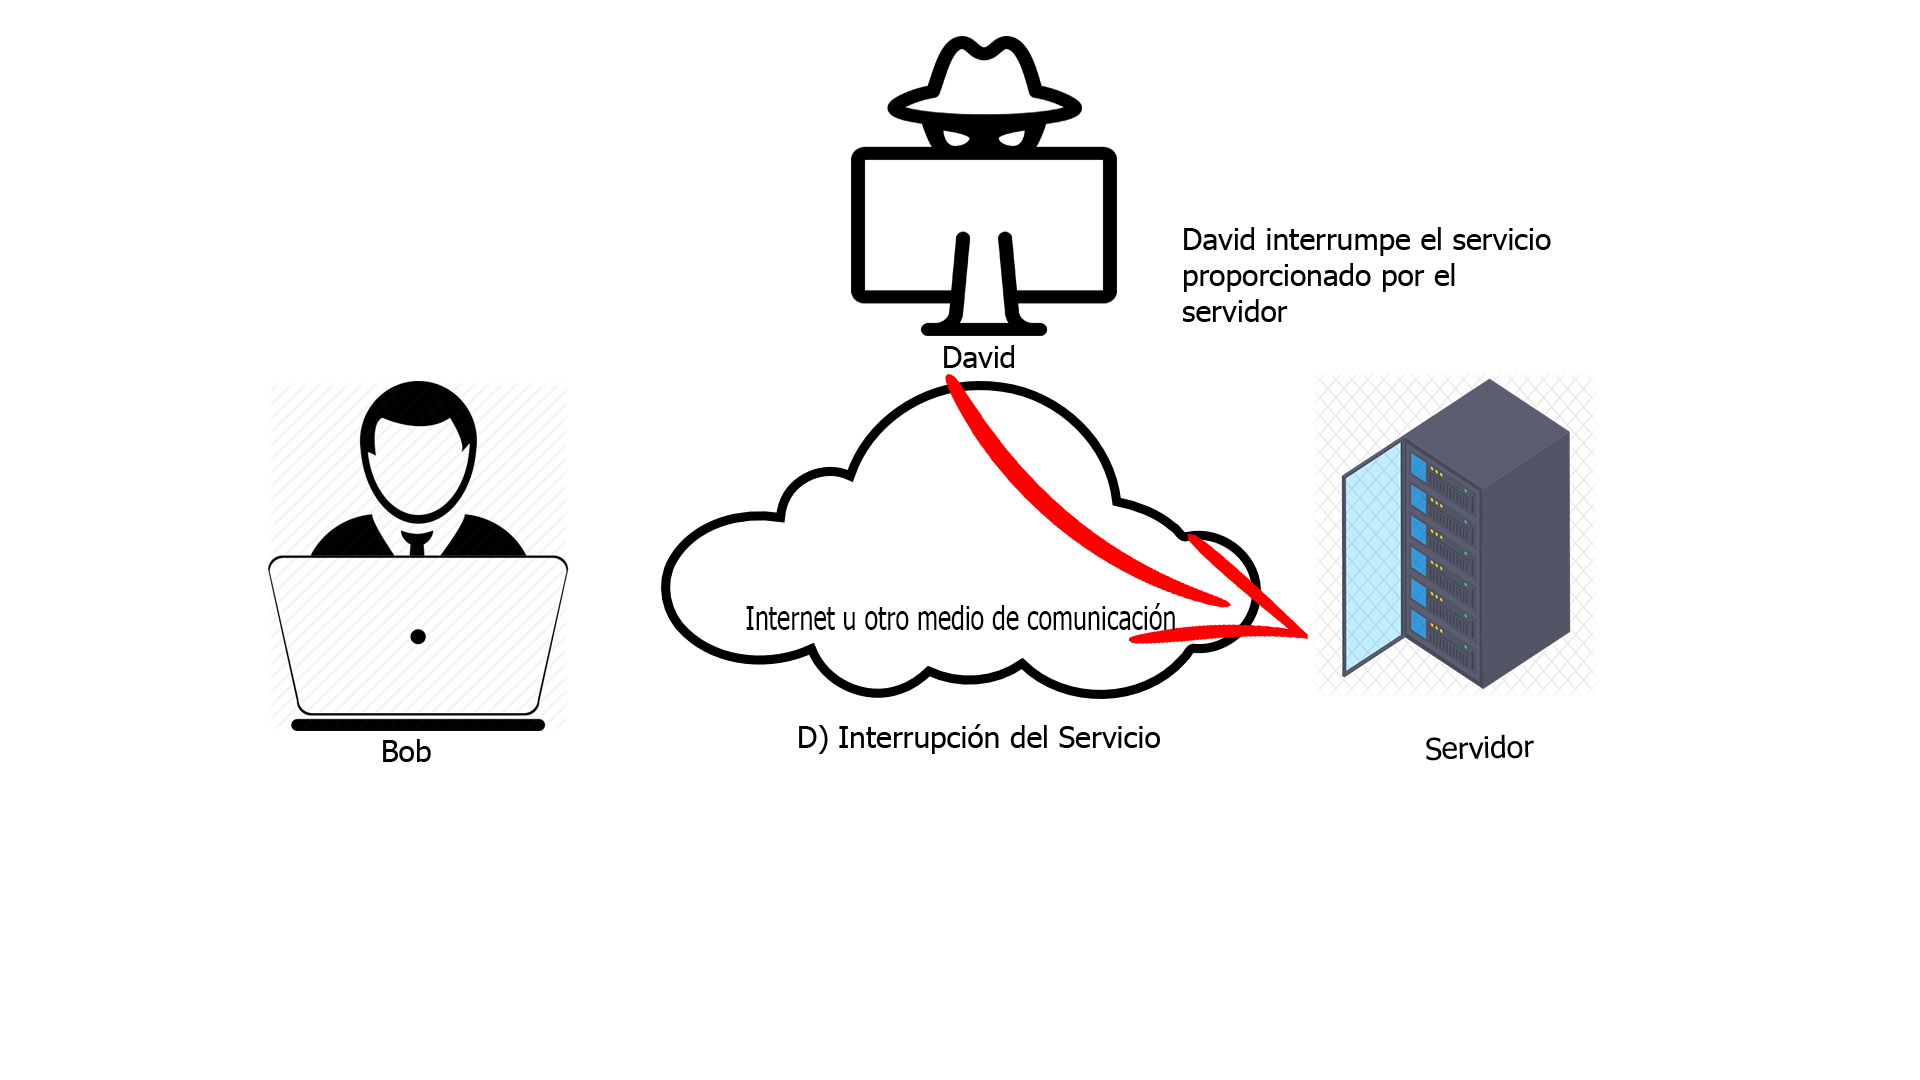 David interrumpe el servicio
proporcionado por el
servidor
David
Internet u otro medio de comunicación
D) Interrupción del Servicio
Bob
Servidor